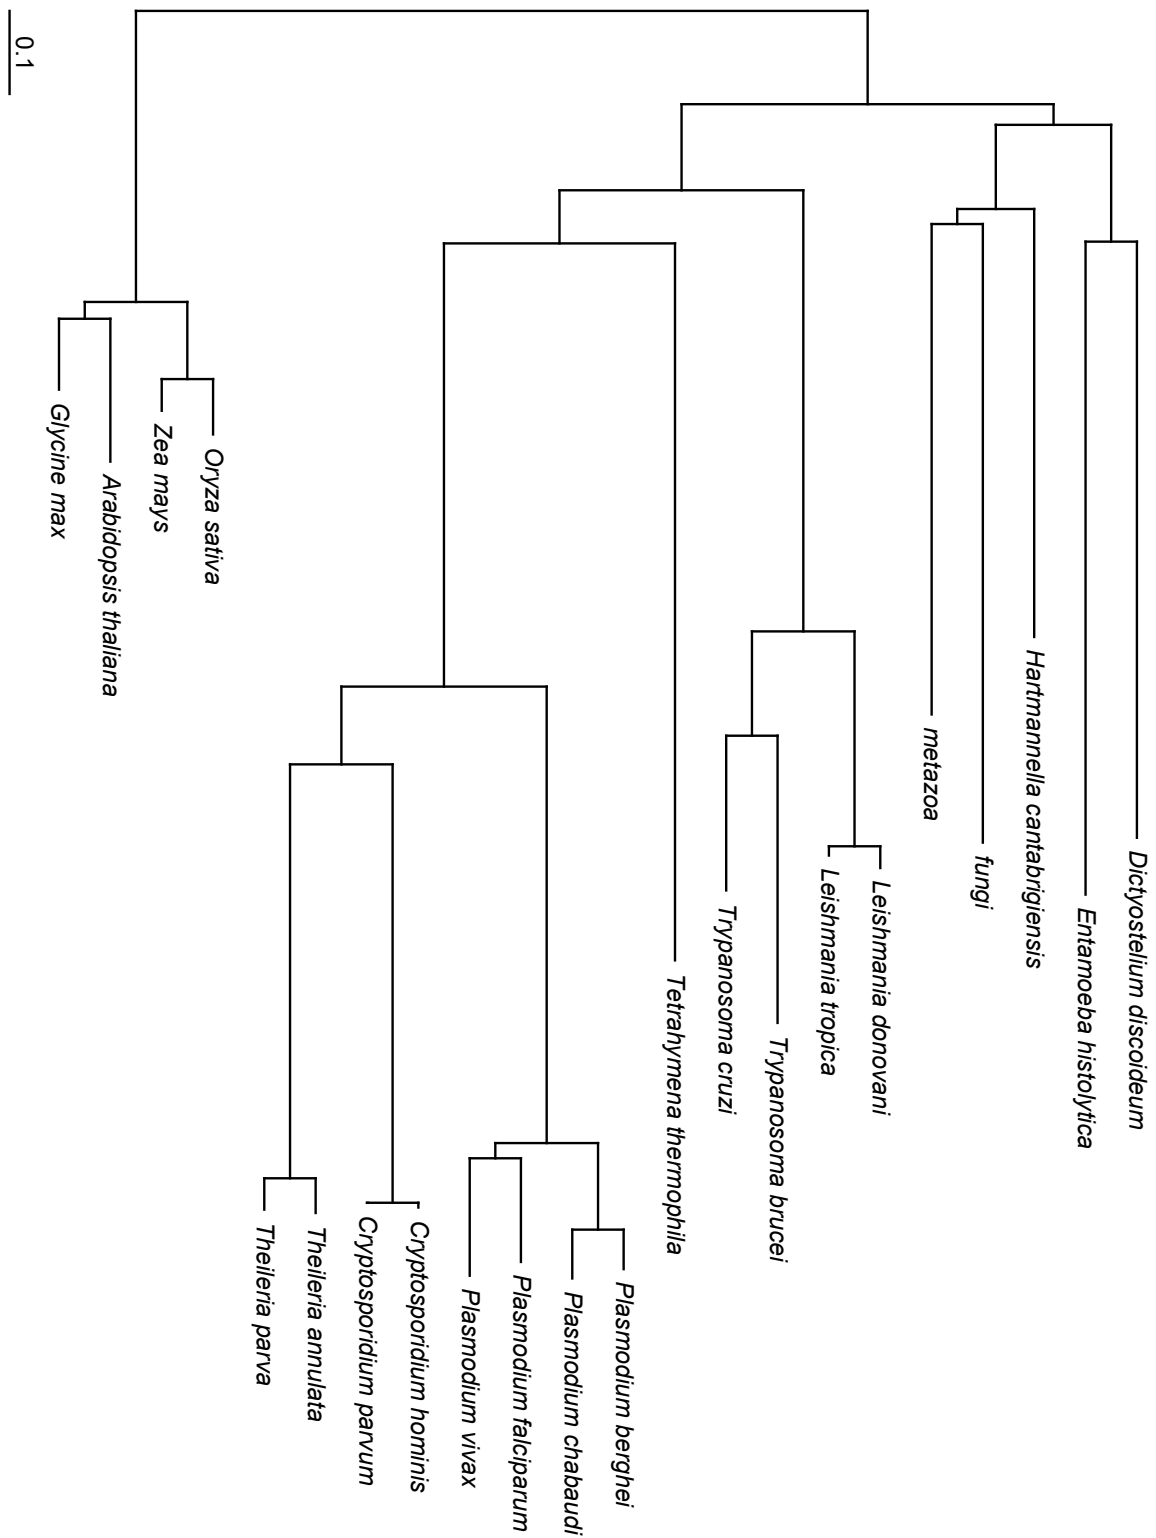 Dictyostelium discoideum
Entamoeba histolytica
Hartmannella cantabrigiensis
fungi
metazoa
Leishmania donovani
Leishmania tropica
Trypanosoma brucei
Trypanosoma cruzi
Tetrahymena thermophila
Plasmodium berghei
Plasmodium chabaudi
Plasmodium falciparum
Plasmodium vivax
Cryptosporidium hominis
Cryptosporidium parvum
Theileria annulata
Theileria parva
Oryza sativa
Zea mays
Arabidopsis thaliana
Glycine max
0.1